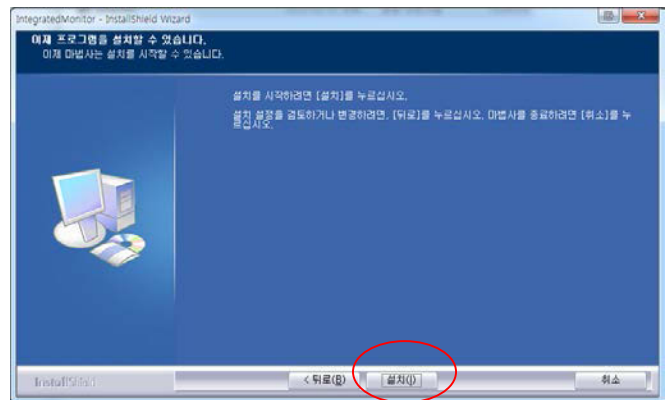 IntegratedMonitor - InstallShield Wizard
이제 프로그램을 설치할 수 있습니다.
이제 마법사는 설치를 시작할 수 있습니다.
설치를 시작하려면 [설치]를 누르십시오.
설치 설정을 검토하거나 변경하려면, [뒤로]를 누르십시오. 마법사를 종료하려면 [취소]를 누
르십시오.
InstallShield
< 뒤로(B)
설치(I)
취소